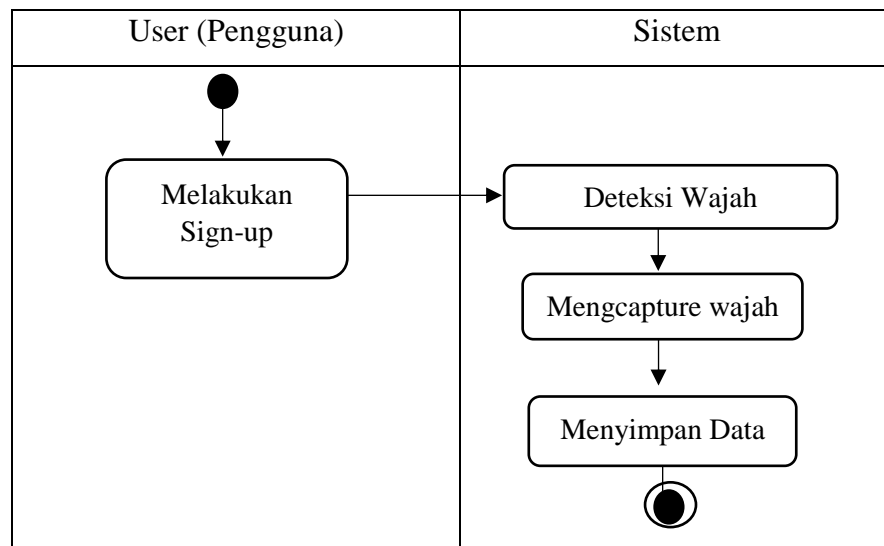 User (Pengguna)
Sistem
Melakukan
Sign-up
Deteksi Wajah
Mengcapture wajah
Menyimpan Data